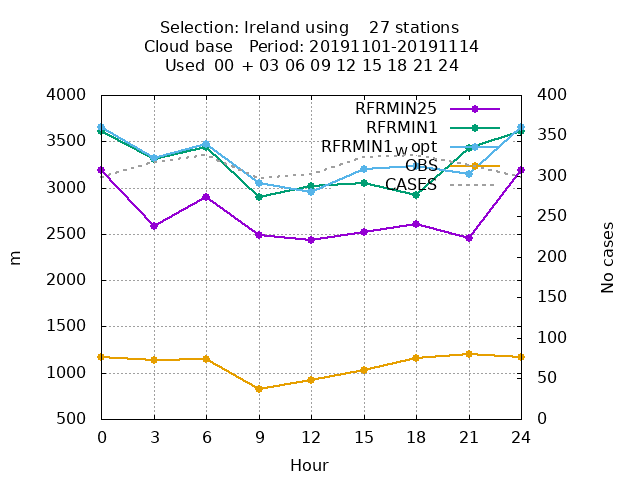 Selection: Ireland using 27 stations
Cloud base Period: 20191101-20191114
Used 00 + 03 06 09 12 15 18 21 24
4000 400
RFRMIN25
RFRMIN1
3500 350
RFRMIN1w opt
OBS
3000 300
CASES
2500 250
m No cases
2000 200
150
1500
100
1000
50
500 0
0 3 6 9 12 15 18 21 24
Hour